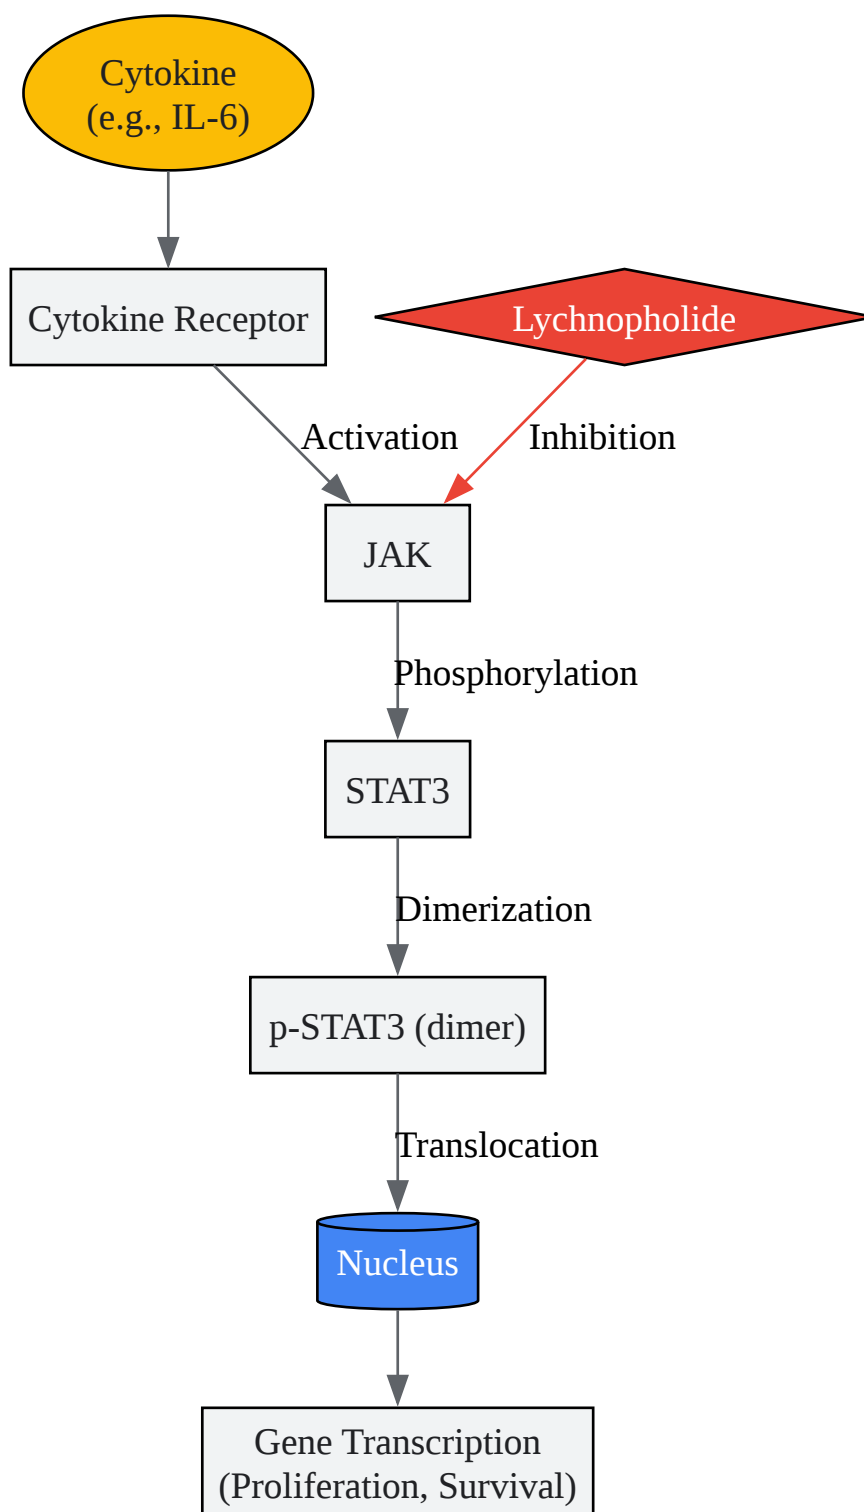 Cytokine
(e.g., IL-6)
Cytokine Receptor
Lychnopholide
Activation
Inhibition
JAK
Phosphorylation
STAT3
Dimerization
p-STAT3 (dimer)
Translocation
Nucleus
Gene Transcription
(Proliferation, Survival)